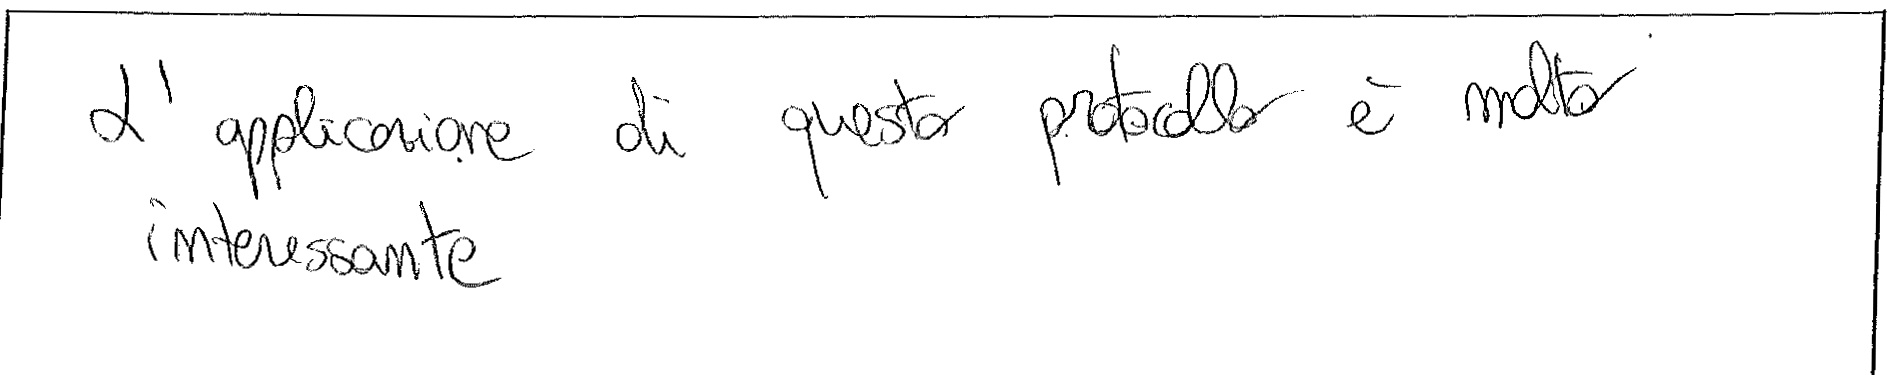 L' applicazione di questo protocollo è molto
interessante